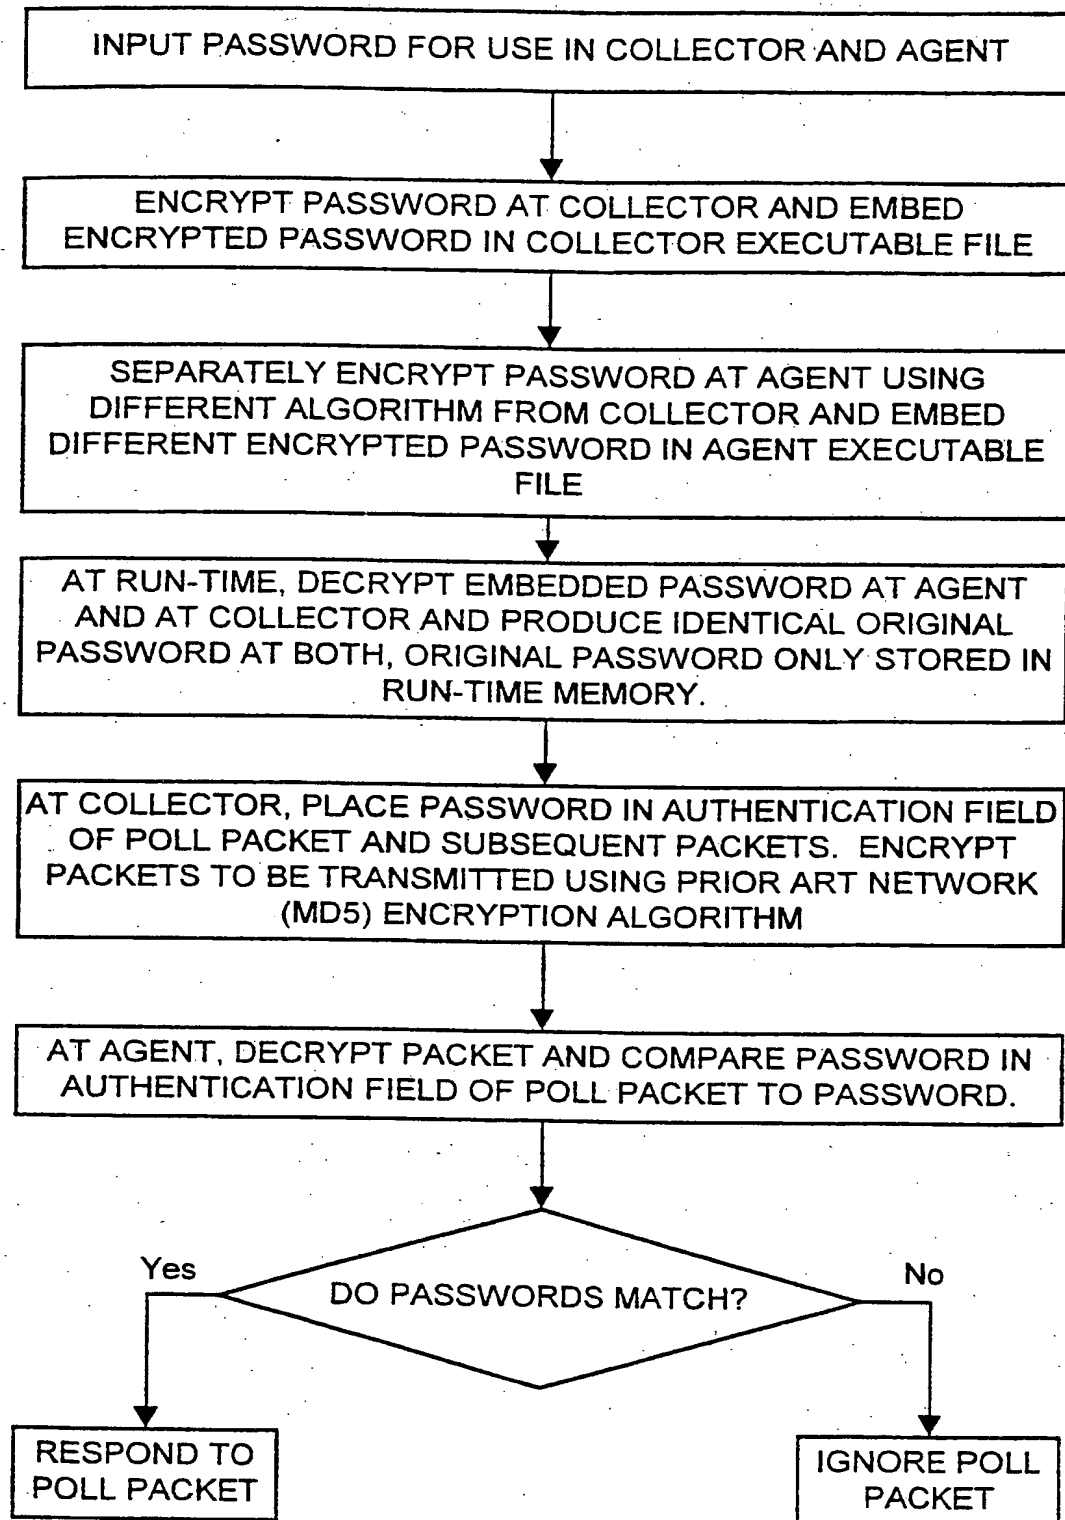 INPUT PASSWORD FOR USE IN COLLECTOR AND AGENT
ENCRYPT PASSWORD AT COLLECTOR AND EMBED
ENCRYPTED PASSWORD IN COLLECTOR EXECUTABLE FILE
SEPARATELY ENCRYPT PASSWORD AT AGENT USING
DIFFERENT ALGORITHM FROM COLLECTOR AND EMBED
DIFFERENT ENCRYPTED PASSWORD IN AGENT EXECUTABLE
FILE
AT RUN-TIME, DECRYPT EMBEDDED PASSWORD AT AGENT
AND AT COLLECTOR AND PRODUCE IDENTICAL ORIGINAL
PASSWORD AT BOTH, ORIGINAL PASSWORD ONLY STORED IN
RUN-TIME MEMORY.
AT COLLECTOR, PLACE PASSWORD IN AUTHENTICATION FIELD
OF POLL PACKET AND SUBSEQUENT PACKETS. ENCRYPT
PACKETS TO BE TRANSMITTED USING PRIOR ART NETWORK
(MD5) ENCRYPTION ALGORITHM
AT AGENT, DECRYPT PACKET AND COMPARE PASSWORD IN
AUTHENTICATION FIELD OF POLL PACKET TO PASSWORD.
DO PASSWORDS MATCH?
Yes
No
RESPOND TO
POLL PACKET
IGNORE POLL
PACKET